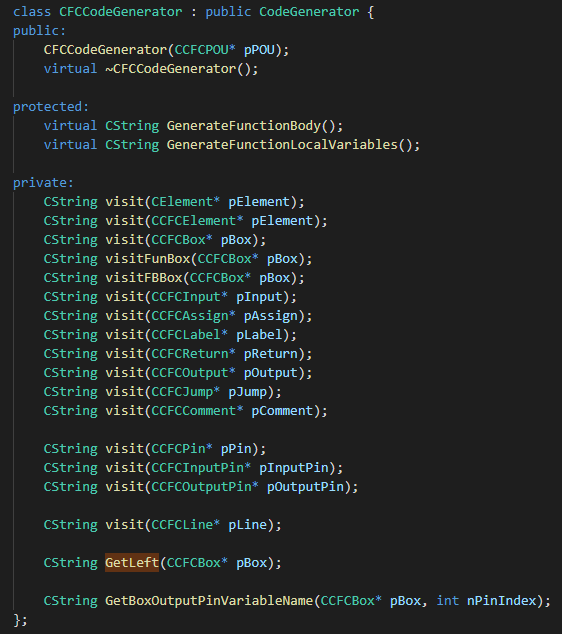 class CFCCodeGenerator : public CodeGenerator {
public:
    CFCCodeGenerator(CCFCPOU* pPOU);
    virtual ~CFCCodeGenerator();

protected:
    virtual CString GenerateFunctionBody();
    virtual CString GenerateFunctionLocalVariables();

private:
    CString visit(CElement* pElement);
    CString visit(CCFCElement* pElement);
    CString visit(CCFCBox* pBox);
    CString visitFunBox(CCFCBox* pBox);
    CString visitFBBox(CCFCBox* pBox);
    CString visit(CCFCInput* pInput);
    CString visit(CCFCAssign* pAssign);
    CString visit(CCFCLabel* pLabel);
    CString visit(CCFCReturn* pReturn);
    CString visit(CCFCOutput* pOutput);
    CString visit(CCFCJump* pJump);
    CString visit(CCFCComment* pComment);

    CString visit(CCFCPin* pPin);
    CString visit(CCFCInputPin* pInputPin);
    CString visit(CCFCOutputPin* pOutputPin);

    CString visit(CCFCLine* pLine);

    CString GetLeft(CCFCBox* pBox);

    CString GetBoxOutputPinVariableName(CCFCBox* pBox, int nPinIndex);
};